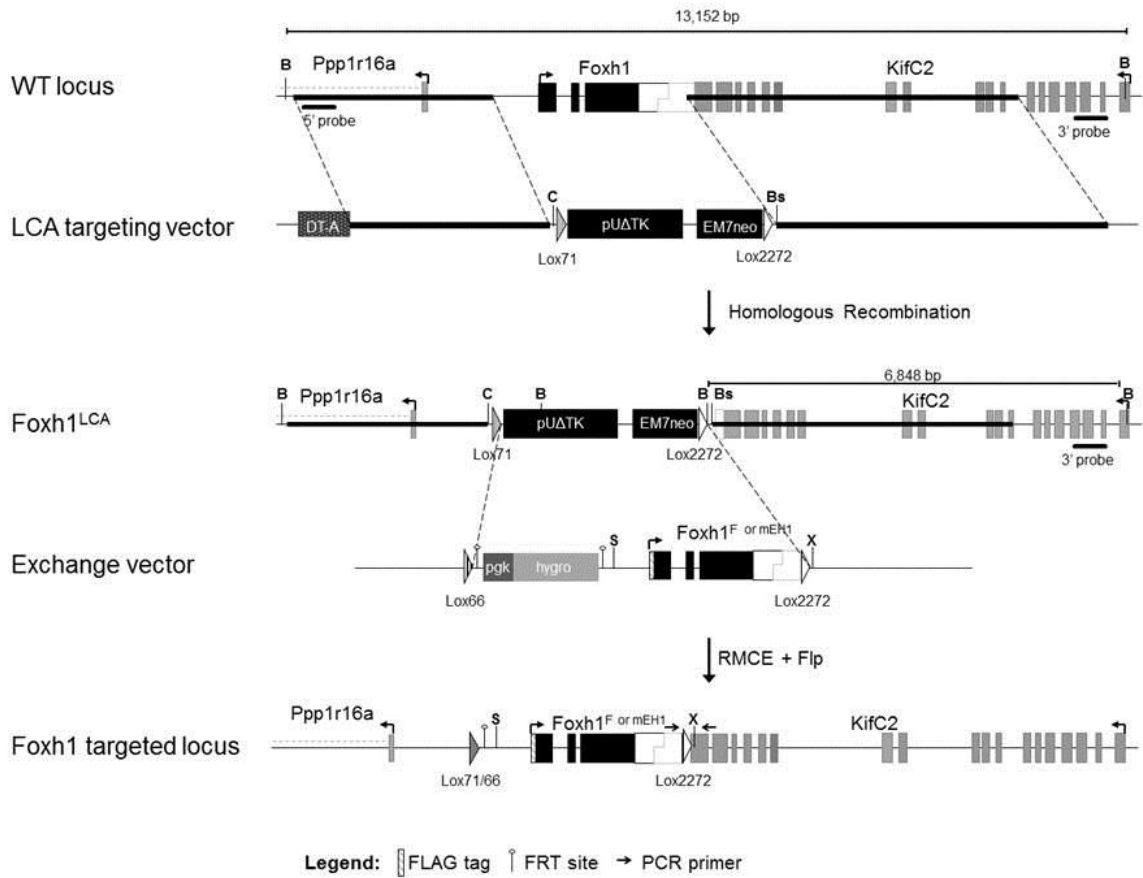 13,152 bp
WT locus
B
Ppp1r16a
Foxh1
KifC2
B
5' probe
3' probe
LCA targeting vector
DT-A
C
pUΔTK
EM7neo
Bs
Lox71
Lox2272
Homologous Recombination
6,848 bp
Foxh1LCA
B
Ppp1r16a
C
B
B
Bs
KifC2
B
pUΔTK
EM7neo
Lox71
Lox2272
3' probe
Exchange vector
S
Foxh1F or mEH1
X
pgk
hygro
Lox66
Lox2272
RMCE + Flp
Foxh1 targeted locus
Ppp1r16a
S
Foxh1F or mEH1
X
KifC2
Lox71/66
Lox2272
Legend: FLAG tag FRT site PCR primer